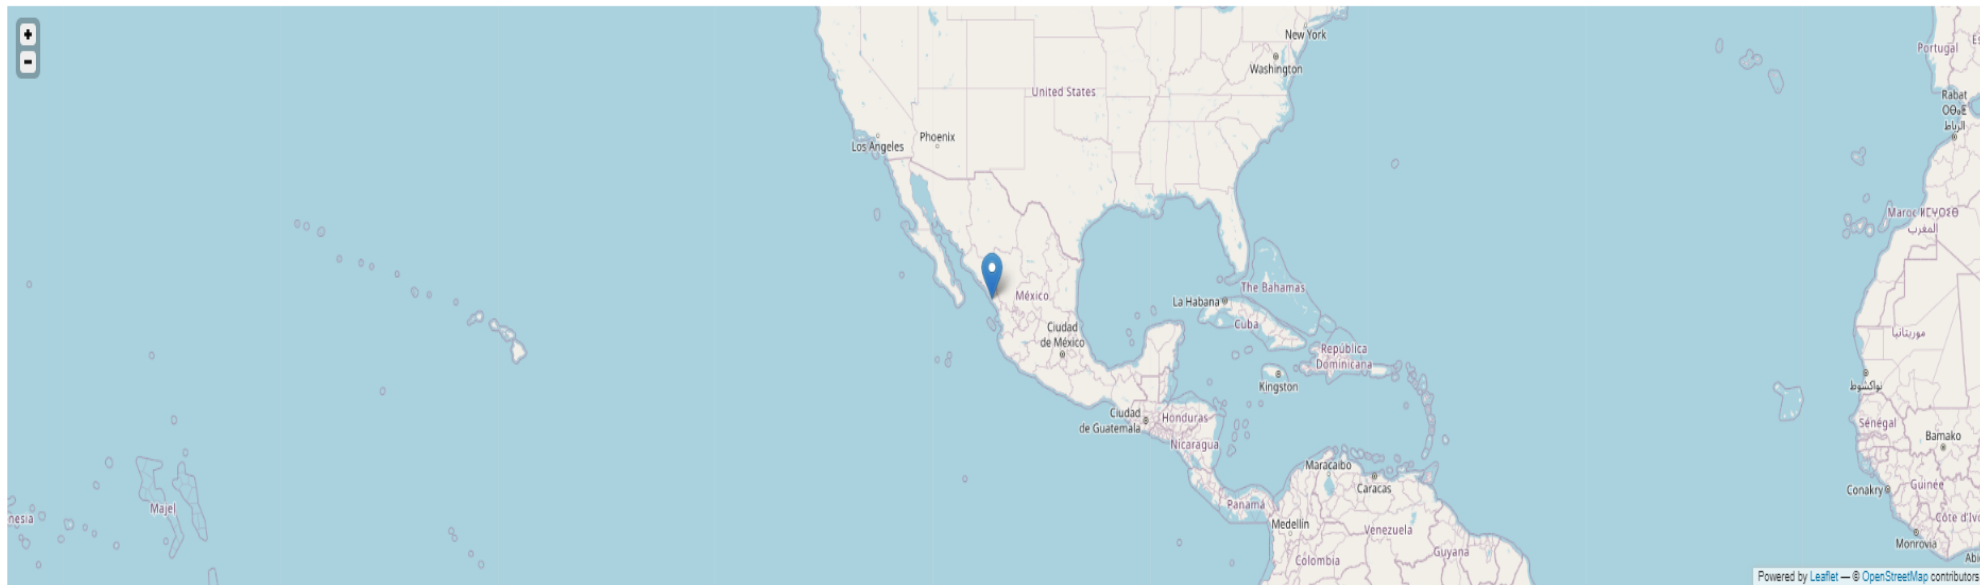 +
-
New York
Washington
United States
Phoenix
Los Angeles
Portugal
Rabat
ⵔⴱⴰⵟ
الرباط
Maroc ⵍⵎⵖⵔⵉⴱ
المغرب
México
Ciudad
de México
La Habana
The Bahamas
Cuba
República
Dominicana
Kingston
موريتانيا
نواكشوط
Ciudad
de Guatemala
Honduras
Nicaragua
Sénégal
Bamako
Maracaibo
Caracas
Conakry
Guinée
Majel
nesia
Panamá
Medellín
Venezuela
Guyana
Colombia
Côte d'Ivo
Monrovia
Abi
Powered by Leaflet — © OpenStreetMap contributors